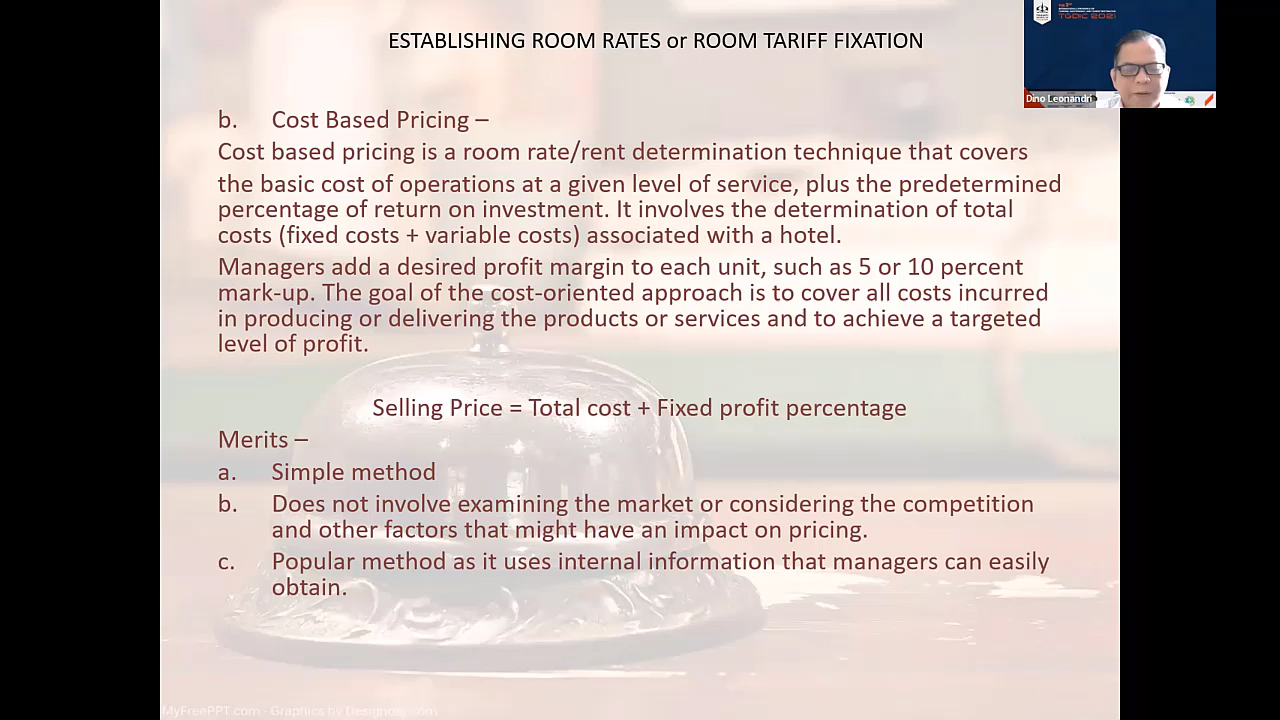 ESTABLISHING ROOM RATES or ROOM TARIFF FIXATION
b. Cost Based Pricing –
Cost based pricing is a room rate/rent determination technique that covers
the basic cost of operations at a given level of service, plus the predetermined
percentage of return on investment. It involves the determination of total
costs (fixed costs + variable costs) associated with a hotel.
Managers add a desired profit margin to each unit, such as 5 or 10 percent
mark-up. The goal of the cost-oriented approach is to cover all costs incurred
in producing or delivering the products or services and to achieve a targeted
level of profit.
Selling Price = Total cost + Fixed profit percentage
Merits –
a. Simple method
b. Does not involve examining the market or considering the competition
and other factors that might have an impact on pricing.
c. Popular method as it uses internal information that managers can easily
obtain.
TGDIC 2021
Dino Leonandri
MyFreePPT.com - Graphics by